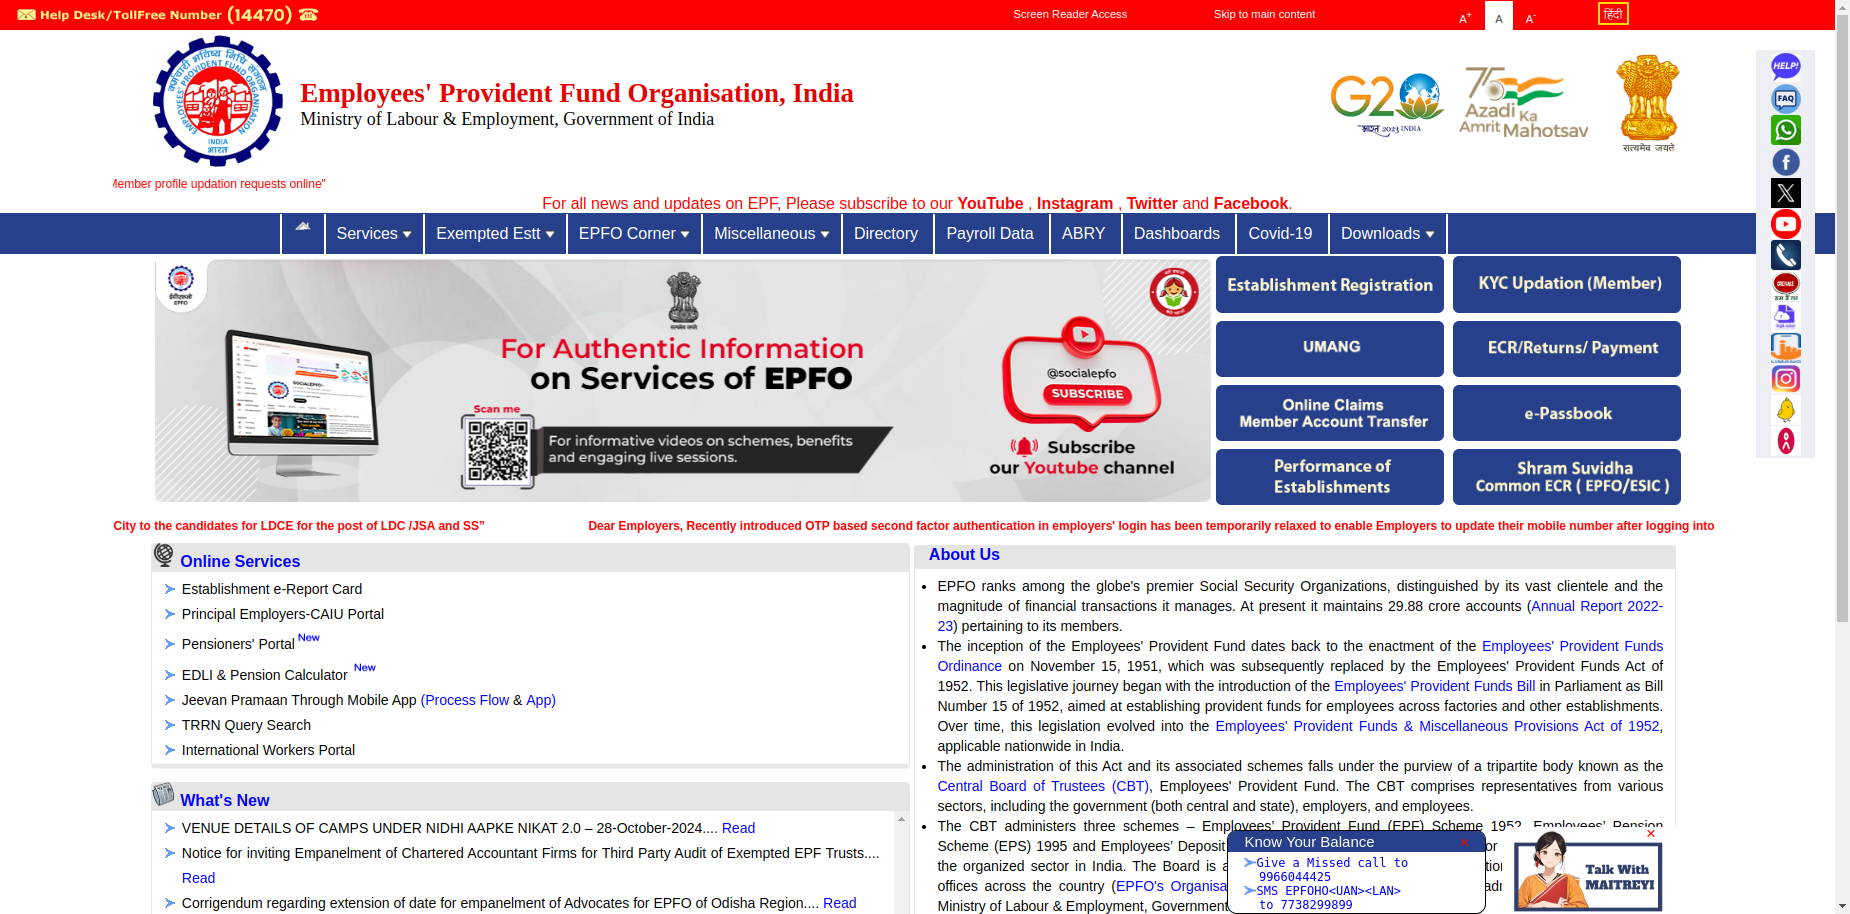 Help Desk/TollFree Number (14470)
Screen Reader Access
Skip to main content
A+
A
A-
हिंदी
Employees' Provident Fund Organisation, India
Ministry of Labour & Employment, Government of India
G20
भारत 2023 INDIA
75
Azadi Ka
Amrit Mahotsav
सत्यमेव जयते
HELP!
FAQ
Member profile updation requests online"
For all news and updates on EPF, Please subscribe to our YouTube , Instagram , Twitter and Facebook.
Services
Exempted Estt
EPFO Corner
Miscellaneous
Directory
Payroll Data
ABRY
Dashboards
Covid-19
Downloads
EPFO
For Authentic Information
on Services of EPFO
Scan me
For informative videos on schemes, benefits
and engaging live sessions.
@socialepfo
SUBSCRIBE
Subscribe
our Youtube channel
Establishment Registration
KYC Updation (Member)
UMANG
ECR/Returns/ Payment
Online Claims
Member Account Transfer
e-Passbook
Performance of
Establishments
Shram Suvidha
Common ECR ( EPFO/ESIC )
City to the candidates for LDCE for the post of LDC /JSA and SS”
Dear Employers, Recently introduced OTP based second factor authentication in employers' login has been temporarily relaxed to enable Employers to update their mobile number after logging into
Online Services
Establishment e-Report Card
Principal Employers-CAIU Portal
Pensioners' Portal New
EDLI & Pension Calculator New
Jeevan Pramaan Through Mobile App (Process Flow & App)
TRRN Query Search
International Workers Portal
What's New
VENUE DETAILS OF CAMPS UNDER NIDHI AAPKE NIKAT 2.0 – 28-October-2024.... Read
Notice for inviting Empanelment of Chartered Accountant Firms for Third Party Audit of Exempted EPF Trusts....
Read
Corrigendum regarding extension of date for empanelment of Advocates for EPFO of Odisha Region.... Read
About Us
EPFO ranks among the globe's premier Social Security Organizations, distinguished by its vast clientele and the
magnitude of financial transactions it manages. At present it maintains 29.88 crore accounts (Annual Report 2022-
23) pertaining to its members.
The inception of the Employees' Provident Fund dates back to the enactment of the Employees' Provident Funds
Ordinance on November 15, 1951, which was subsequently replaced by the Employees' Provident Funds Act of
1952. This legislative journey began with the introduction of the Employees' Provident Funds Bill in Parliament as Bill
Number 15 of 1952, aimed at establishing provident funds for employees across factories and other establishments.
Over time, this legislation evolved into the Employees' Provident Funds & Miscellaneous Provisions Act of 1952,
applicable nationwide in India.
The administration of this Act and its associated schemes falls under the purview of a tripartite body known as the
Central Board of Trustees (CBT), Employees' Provident Fund. The CBT comprises representatives from various
sectors, including the government (both central and state), employers, and employees.
The CBT administers three schemes – Employees’ Provident Fund (EPF) Scheme 1952, Employees’ Pension
Scheme (EPS) 1995 and Employees’ Deposit
the organized sector in India. The Board is
offices across the country (EPFO's Organisa
Ministry of Labour & Employment, Government
Know Your Balance
Give a Missed call to
9966044425
SMS EPFOHO<UAN><LAN>
to 7738299899
Talk With
MAITREYI